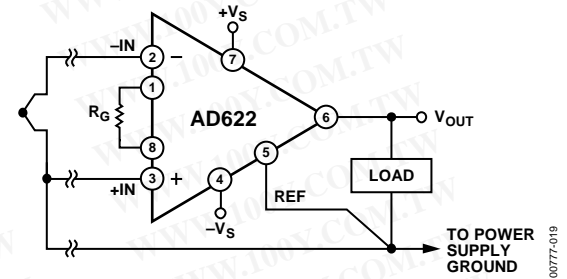 +VS
–IN
2
–
7
1
RG
AD622
6
VOUT
8
5
3
+
4
LOAD
+IN
REF
–VS
TO POWER
SUPPLY
GROUND
00777-019
WWW.100Y.COM.TW